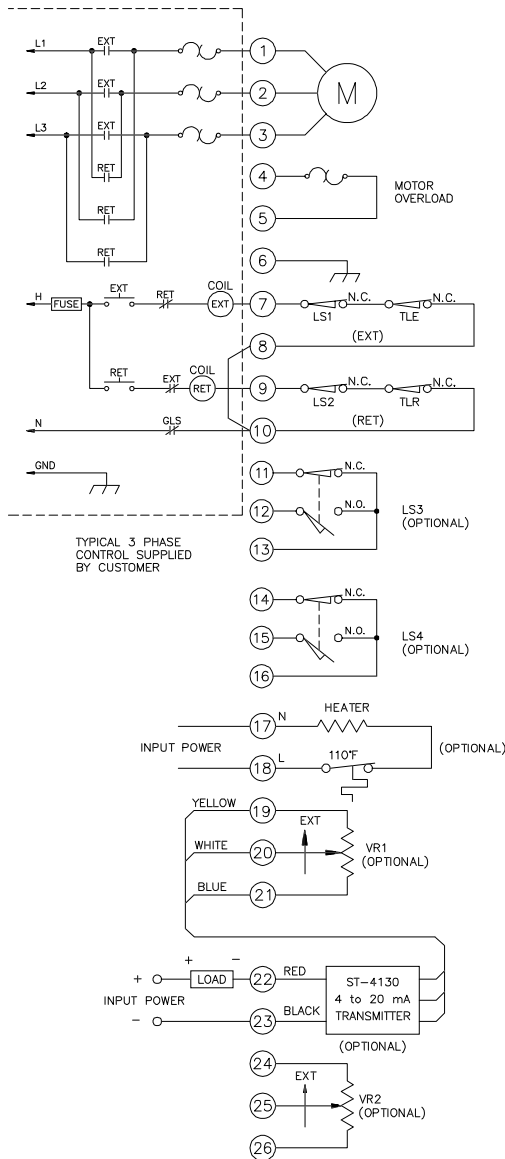 L1
EXT
1
L2
EXT
2
M
L3
EXT
3
RET
4
MOTOR
OVERLOAD
RET
5
RET
6
COIL
H
FUSE
EXT
RET
EXT
7
N.C.
N.C.
LS1
TLE
8
(EXT)
COIL
RET
EXT
RET
9
N.C.
N.C.
LS2
TLR
N
GLS
10
(RET)
GND
11
N.C.
12
N.O.
LS3
(OPTIONAL)
13
TYPICAL 3 PHASE
CONTROL SUPPLIED
BY CUSTOMER
14
N.C.
15
N.O.
LS4
(OPTIONAL)
16
HEATER
17
N
INPUT POWER
(OPTIONAL)
18
L
110°F
YELLOW
19
EXT
WHITE
20
VR1
(OPTIONAL)
BLUE
21
+
-
+
LOAD
22
RED
ST-4130
4 to 20 mA
TRANSMITTER
INPUT POWER
-
23
BLACK
(OPTIONAL)
24
EXT
25
VR2
(OPTIONAL)
26